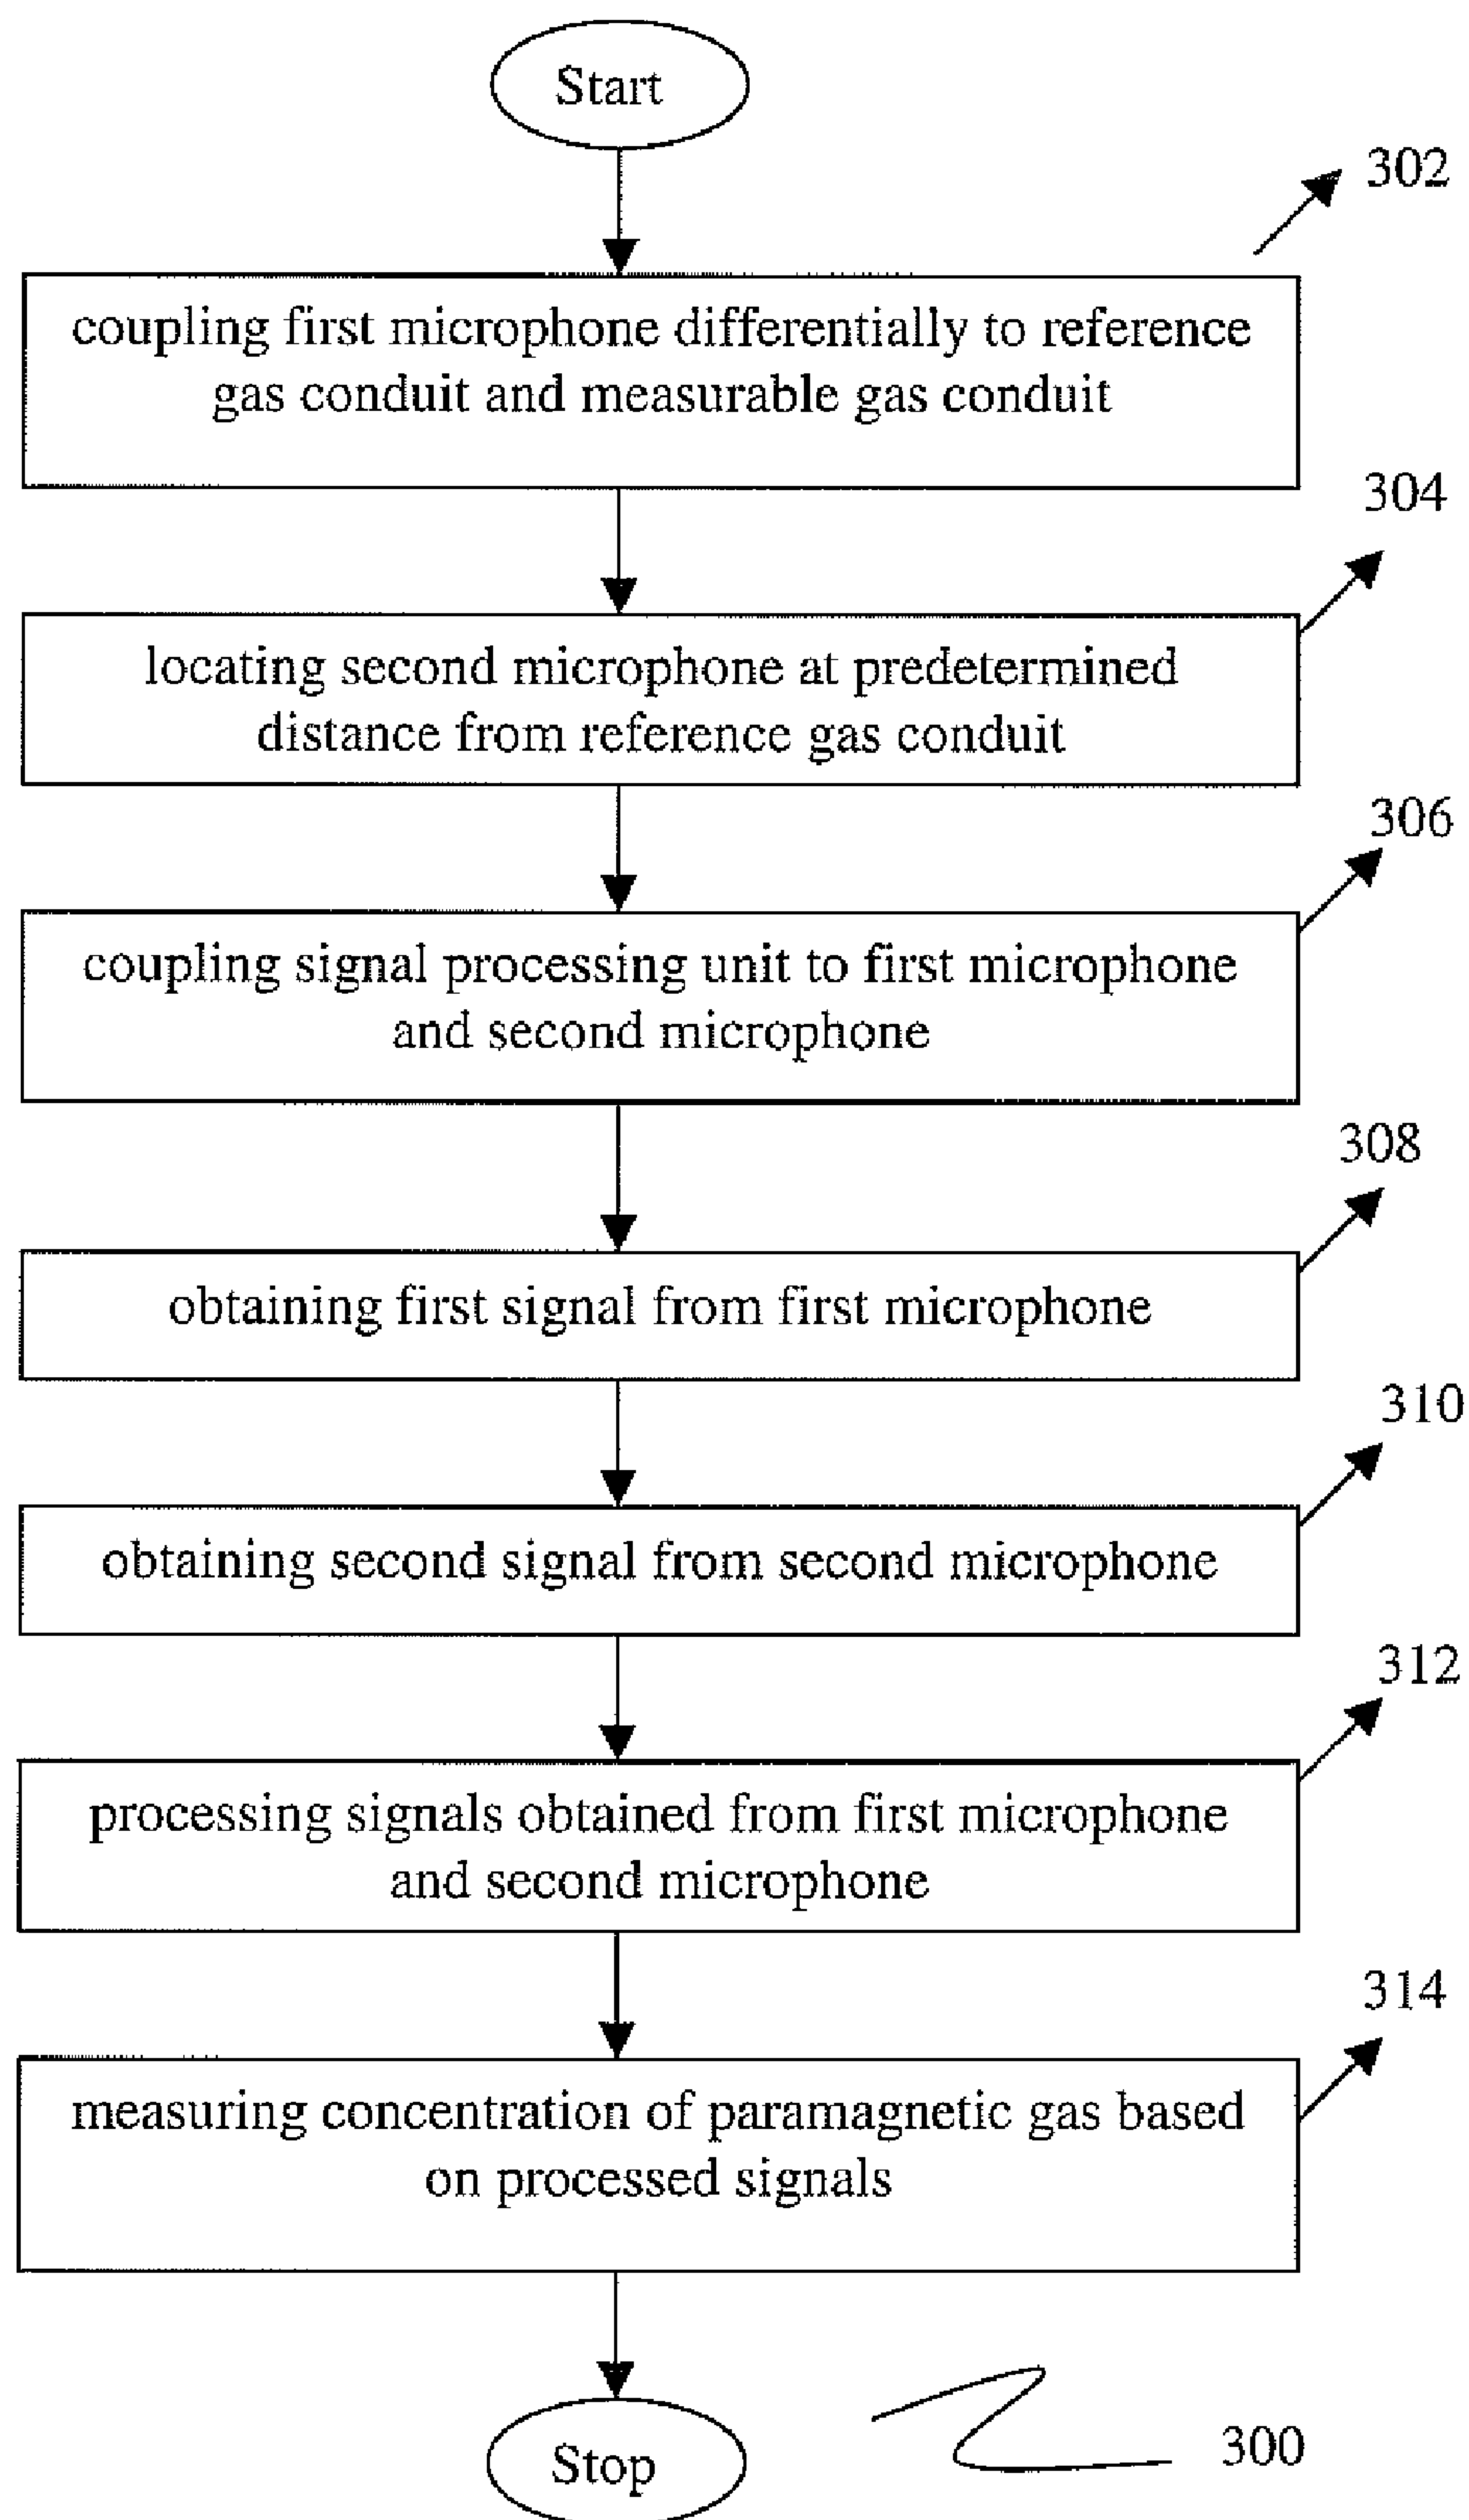 Start
302
coupling first microphone differentially to reference
gas conduit and measurable gas conduit
304
locating second microphone at predetermined
distance from reference gas conduit
306
coupling signal processing unit to first microphone
and second microphone
308
obtaining first signal from first microphone
310
obtaining second signal from second microphone
312
processing signals obtained from first microphone
and second microphone
314
measuring concentration of paramagnetic gas based
on processed signals
300
Stop